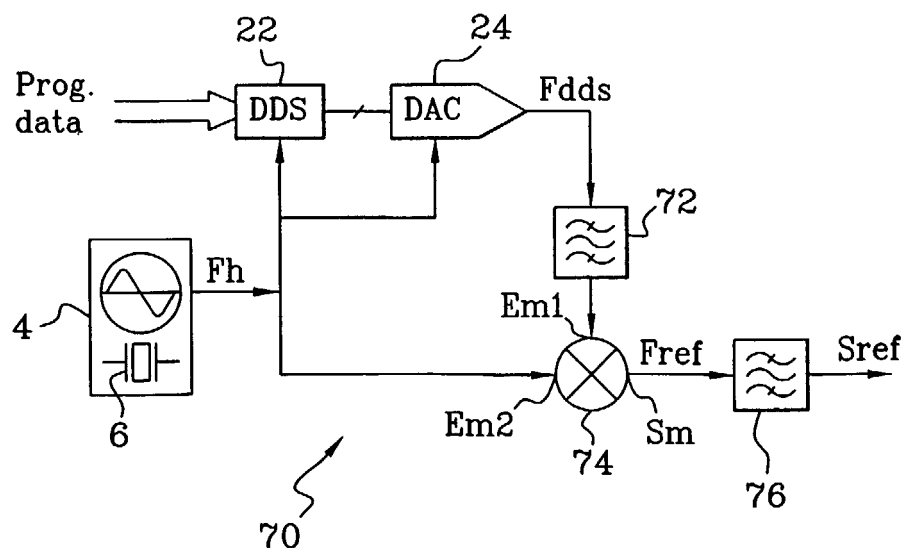 22
24
Prog.
data
DDS
DAC
Fdds
72
Fh
4
6
Em1
Fref
Sref
Em2
Sm
74
76
70